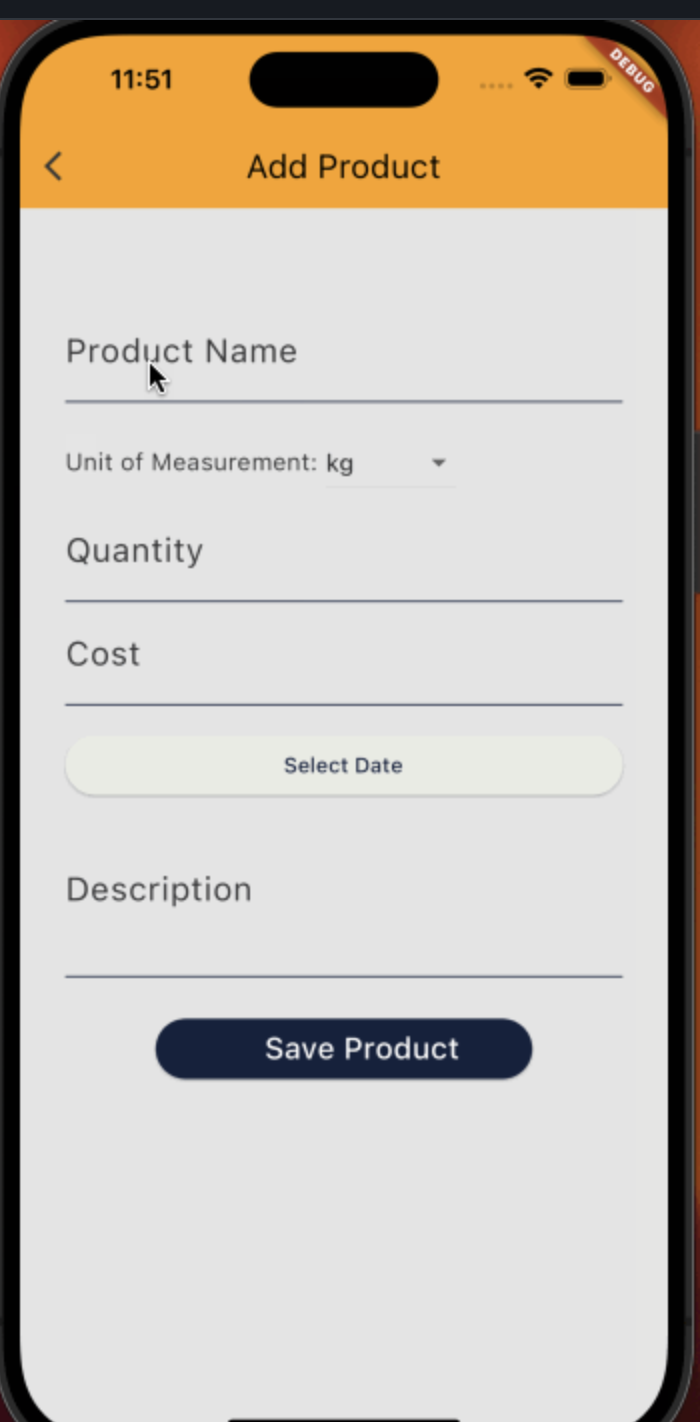 11:51
DEBUG
Add Product
Product Name
Unit of Measurement: kg
Quantity
Cost
Select Date
Description
Save Product